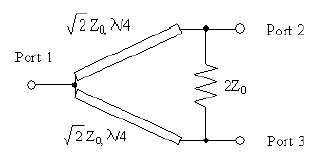 √2 Z₀, λ/4
Port 2
Port 1
2Z₀
√2 Z₀, λ/4
Port 3